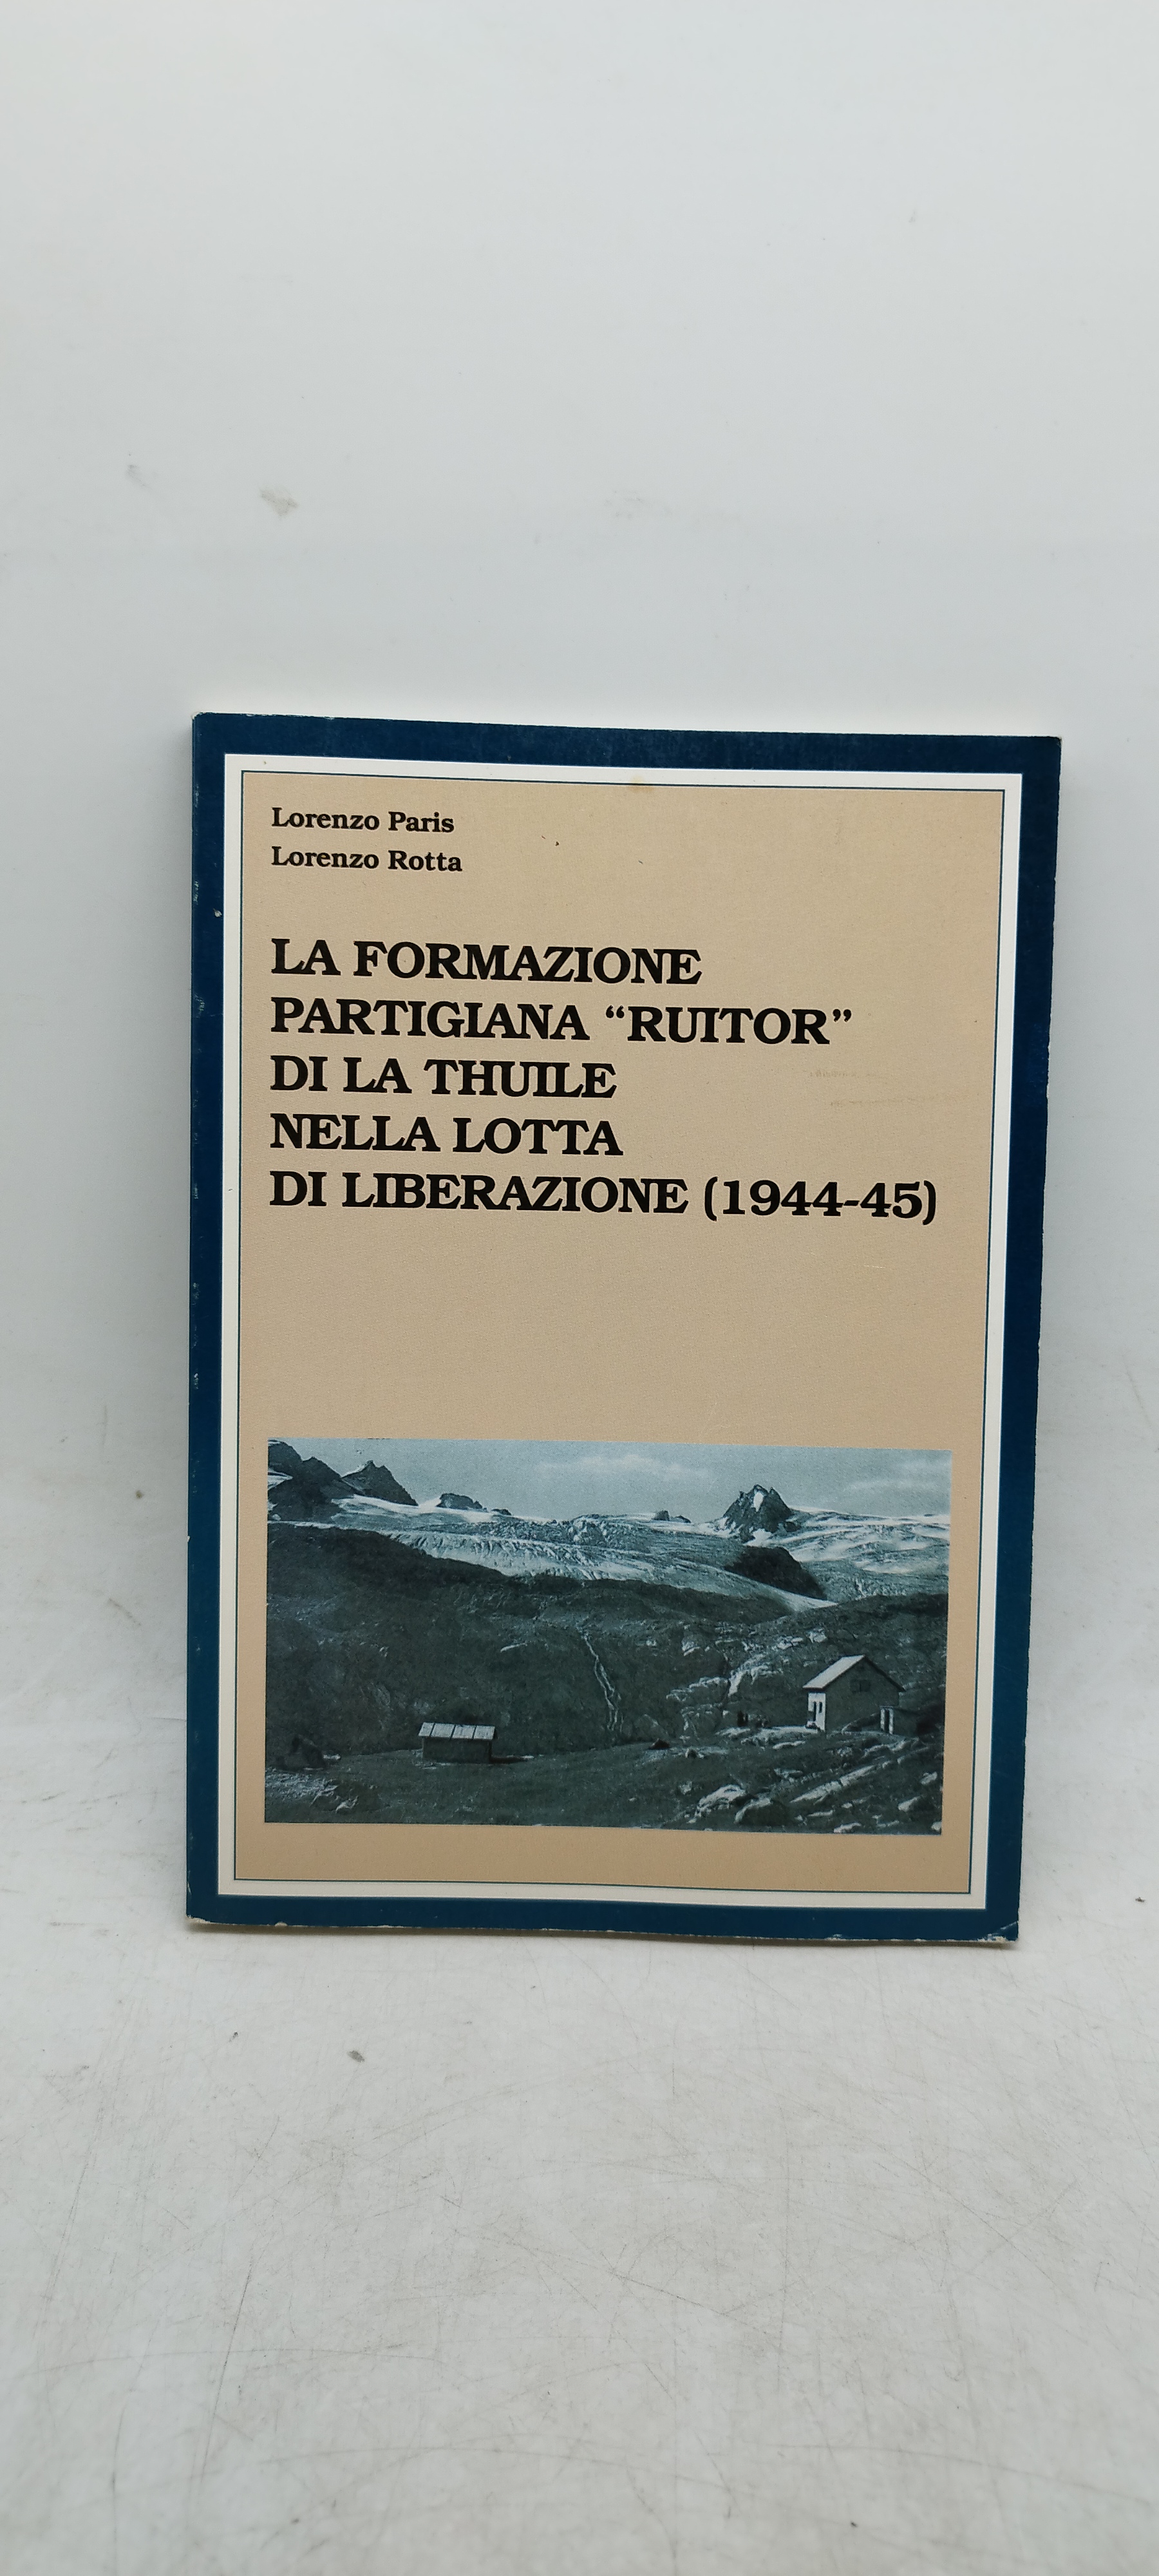 Lorenzo Paris
Lorenzo Rotta
LA FORMAZIONE
PARTIGIANA “RUITOR”
DI LA THUILE
NELLA LOTTA
DI LIBERAZIONE (1944-45)